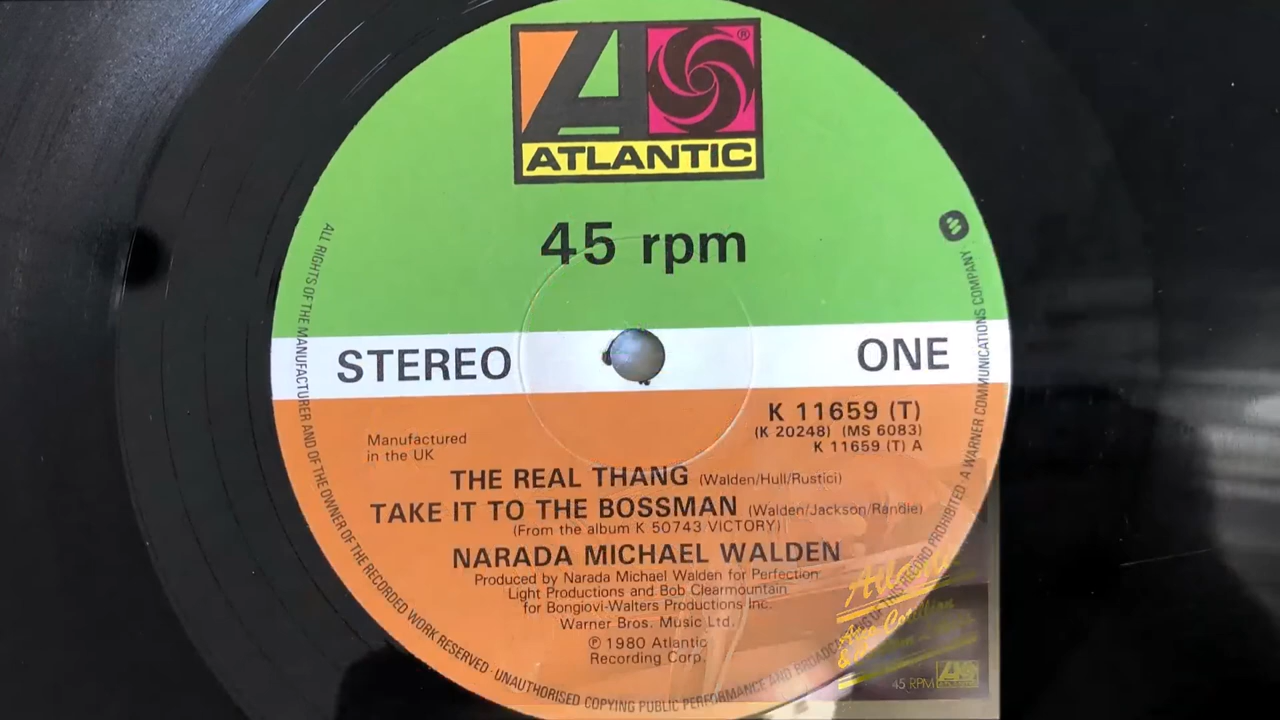 ATLANTIC
®
45 rpm
STEREO
ONE
K 11659 (T)
(K 20248) (MS 6083)
K 11659 (T) A
Manufactured
in the UK
THE REAL THANG (Walden/Hull/Rustici)
TAKE IT TO THE BOSSMAN (Walden/Jackson/Randle)
(From the album K 50743 VICTORY)
NARADA MICHAEL WALDEN
Produced by Narada Michael Walden for Perfection
Light Productions and Bob Clearmountain
for Bongiovi-Walters Productions Inc.
Warner Bros. Music Ltd.
℗ 1980 Atlantic
Recording Corp.
ALL RIGHTS OF THE MANUFACTURER AND OF THE OWNER OF THE RECORDED WORK RESERVED · UNAUTHORISED COPYING PUBLIC PERFORMANCE AND BROADCASTING OF THIS RECORD PROHIBITED · A WARNER COMMUNICATIONS COMPANY
Atlantic
45 RPM